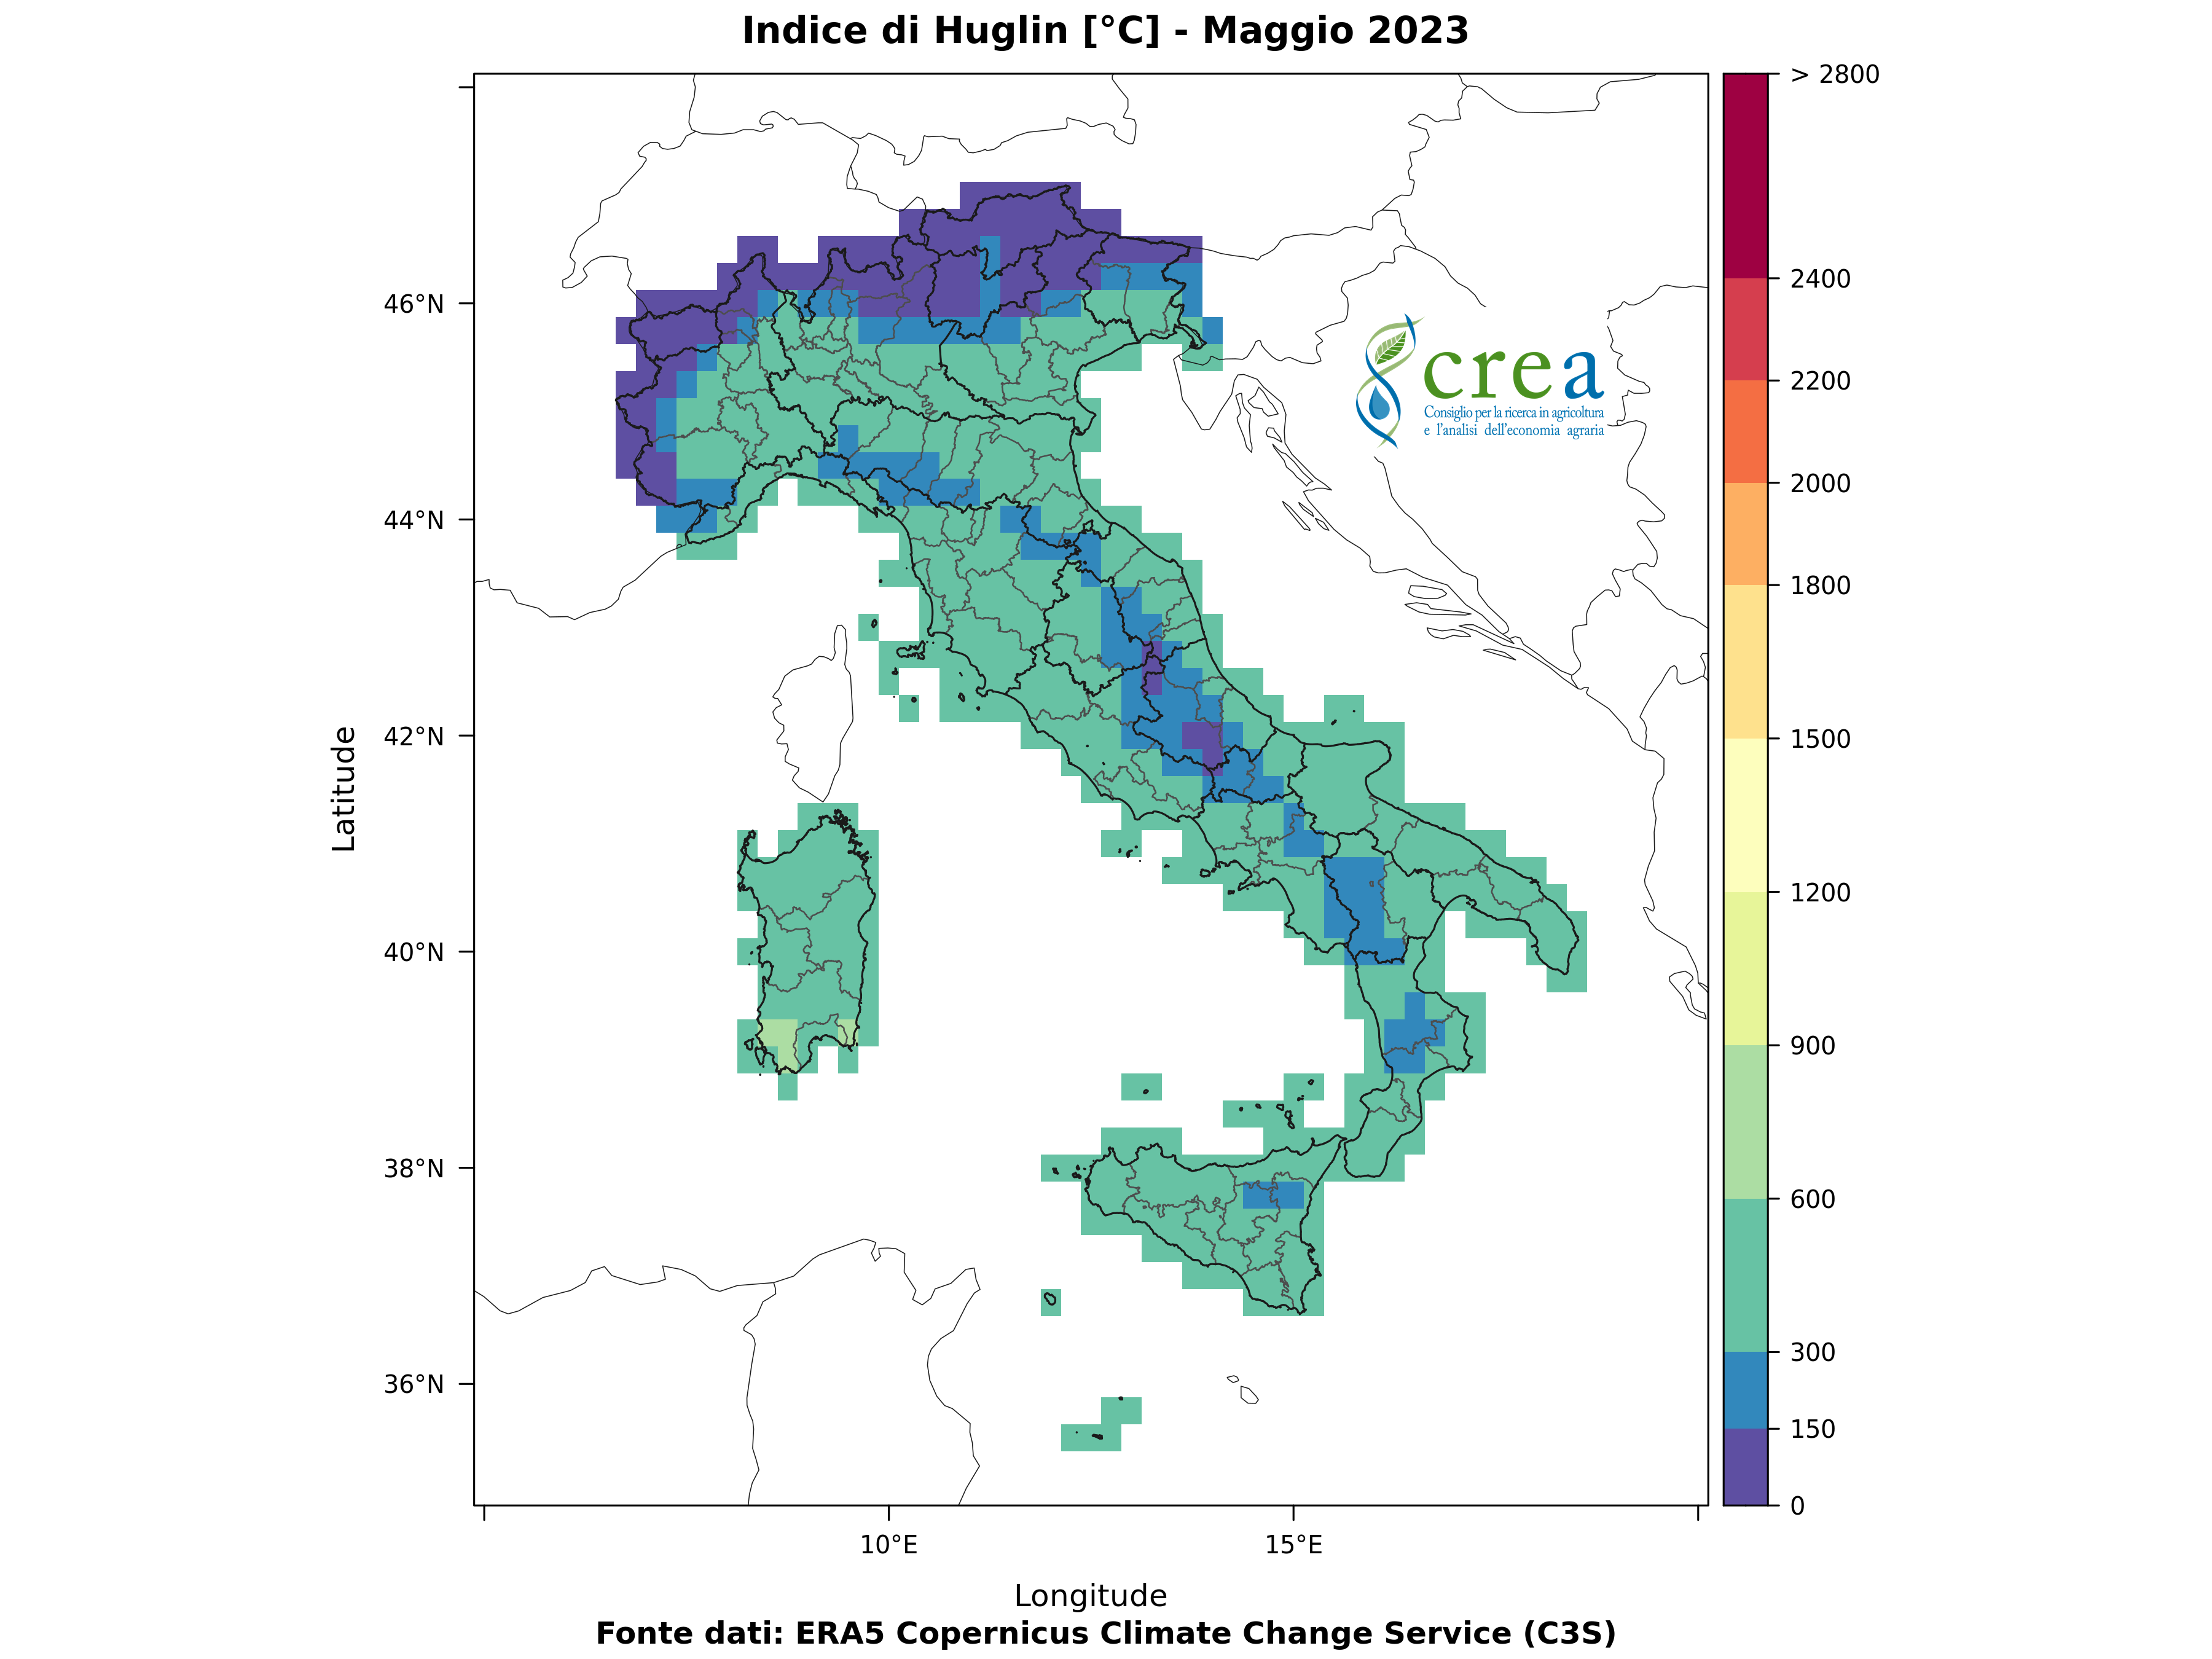 Indice di Huglin [°C] - Maggio 2023
> 2800
2400
2200
2000
1800
1500
1200
900
600
300
150
0
46°N
44°N
42°N
40°N
38°N
36°N
Latitude
crea
Consiglio per la ricerca in agricoltura
e l'analisi dell'economia agraria
10°E
15°E
Longitude
Fonte dati: ERA5 Copernicus Climate Change Service (C3S)